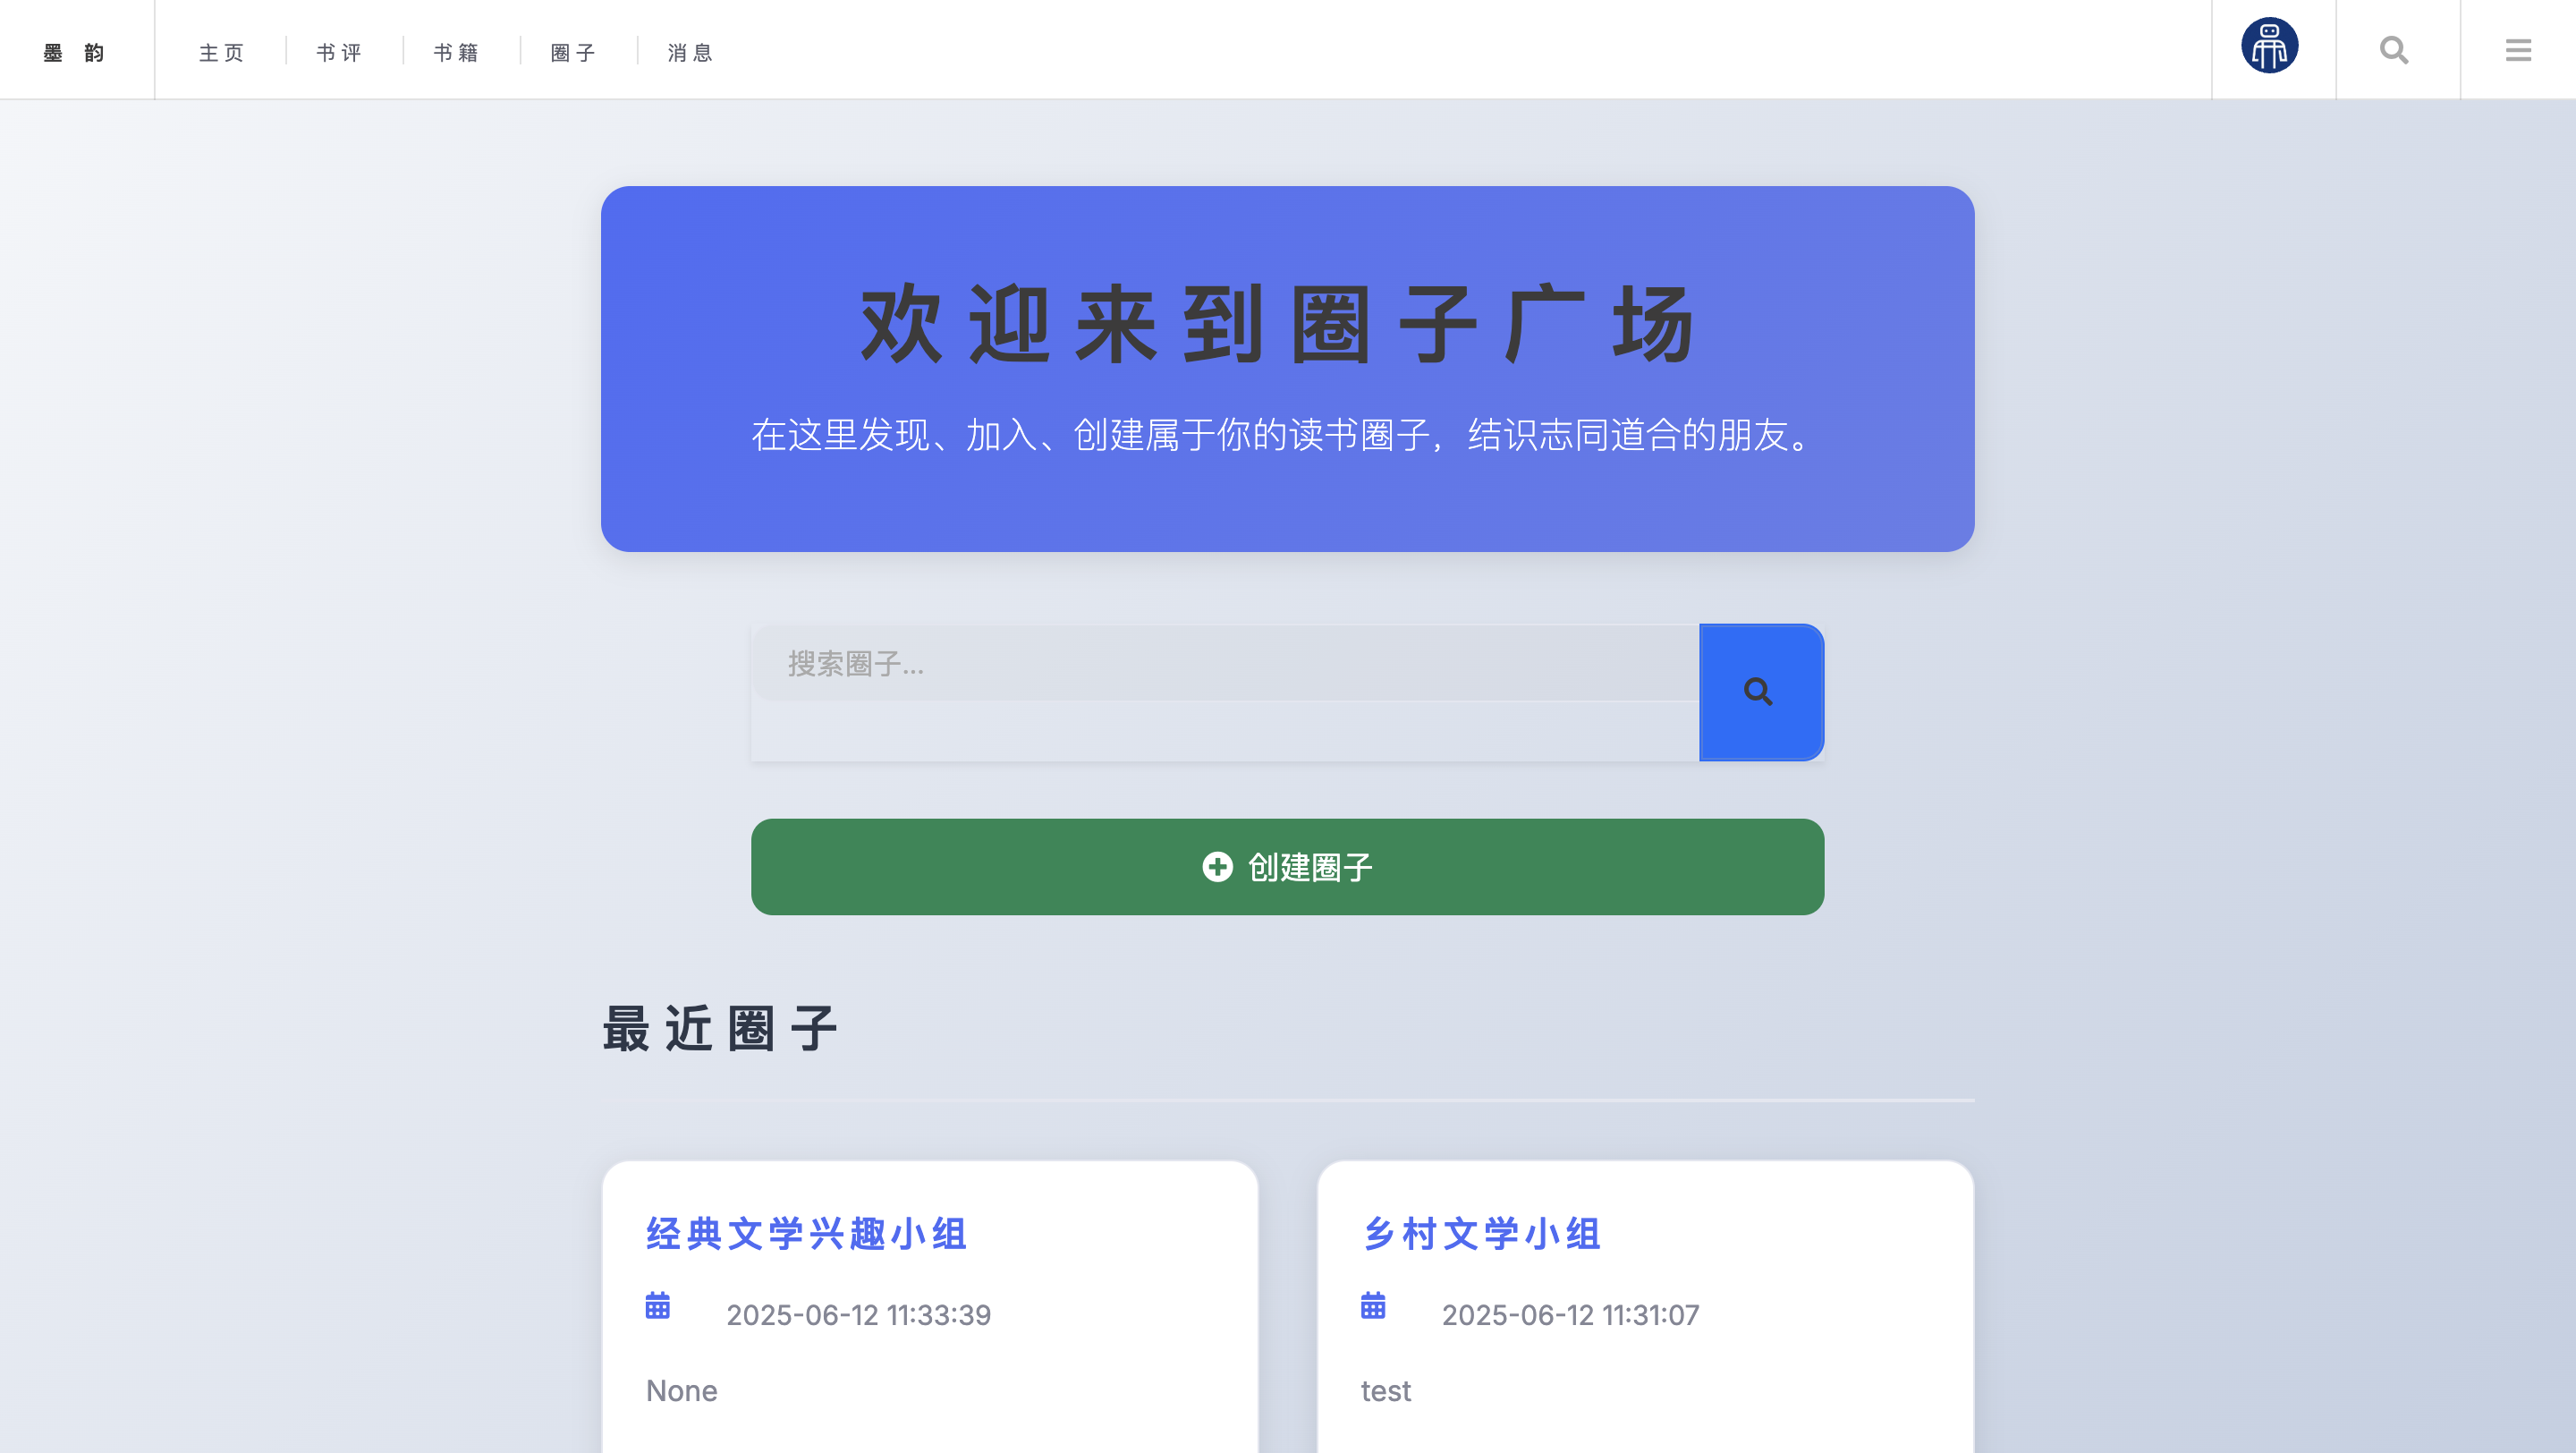 墨 韵
主页
书评
书籍
圈子
消息
欢迎来到圈子广场
在这里发现、加入、创建属于你的读书圈子，结识志同道合的朋友。
搜索圈子...
创建圈子
最近圈子
经典文学兴趣小组
2025-06-12 11:33:39
None
乡村文学小组
2025-06-12 11:31:07
test